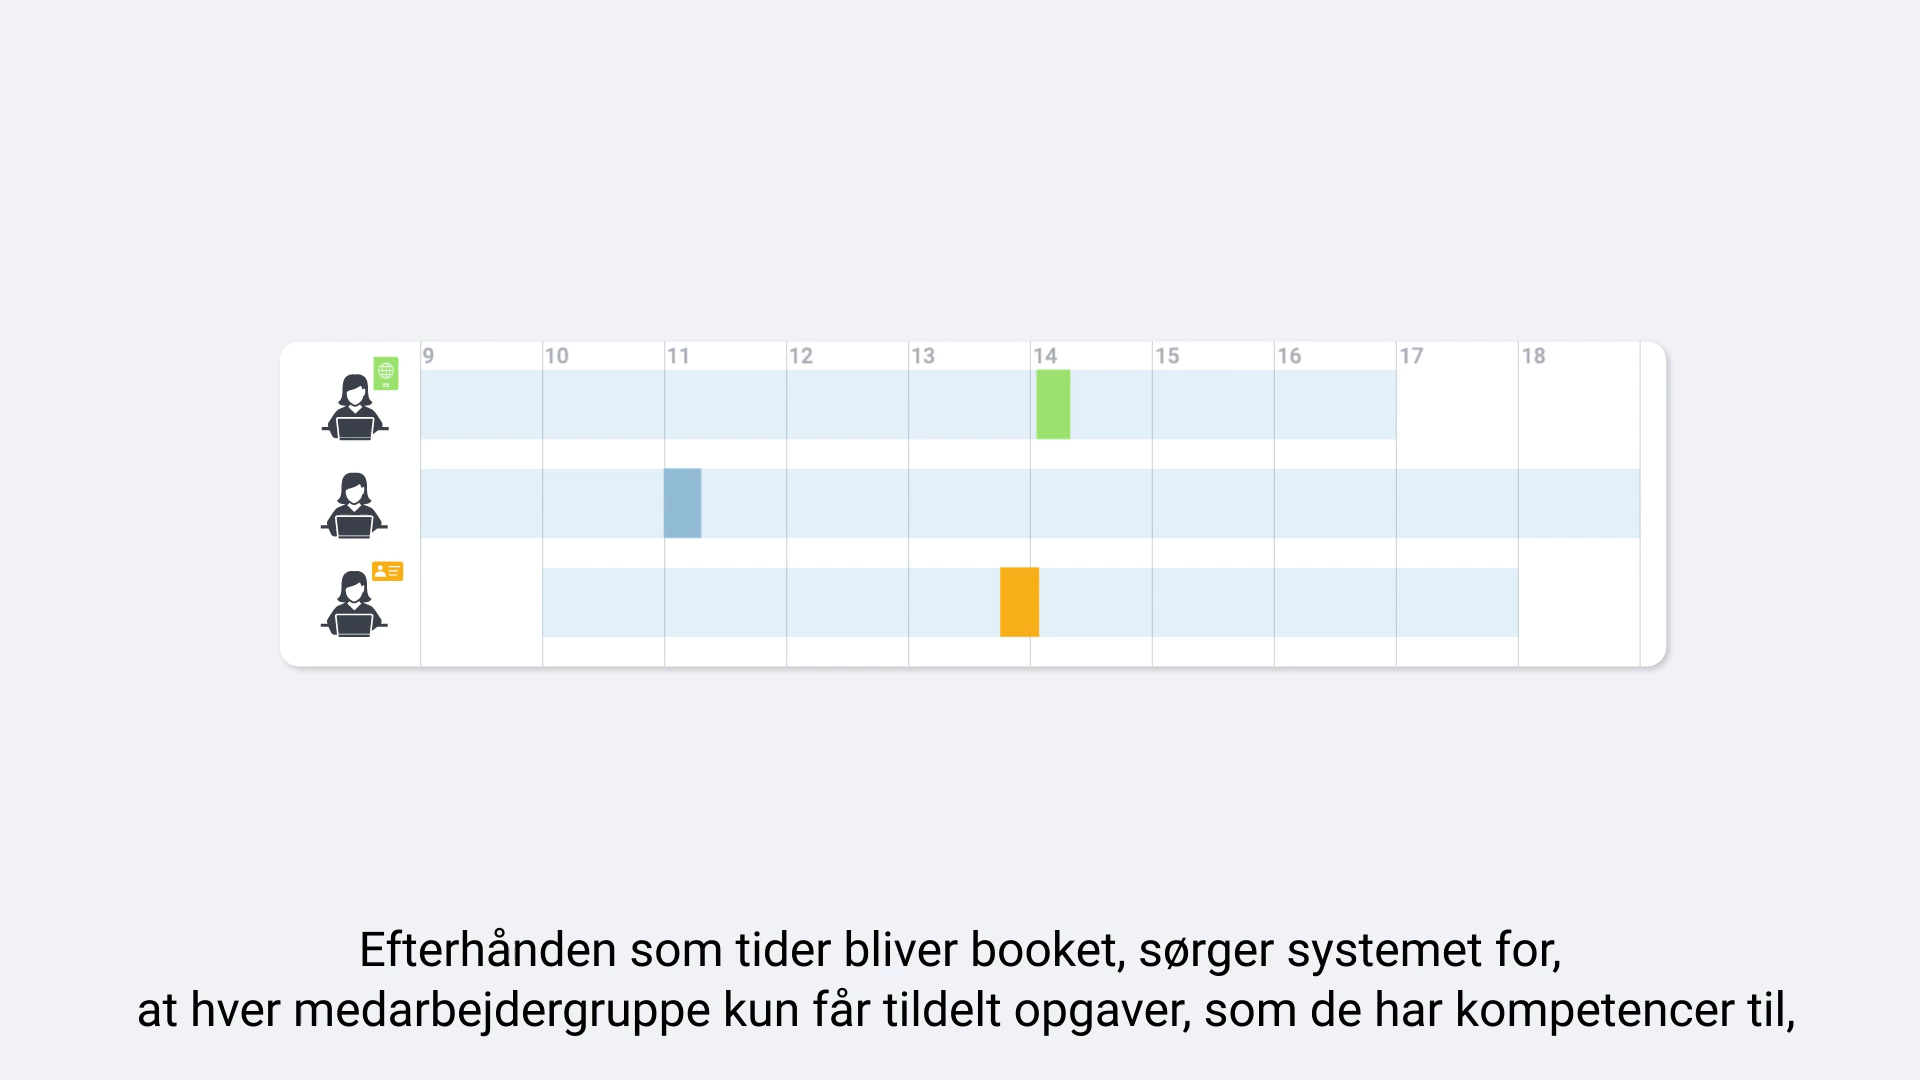 9 10 11 12 13 14 15 16 17 18
Efterhånden som tider bliver booket, sørger systemet for,
at hver medarbejdergruppe kun får tildelt opgaver, som de har kompetencer til,